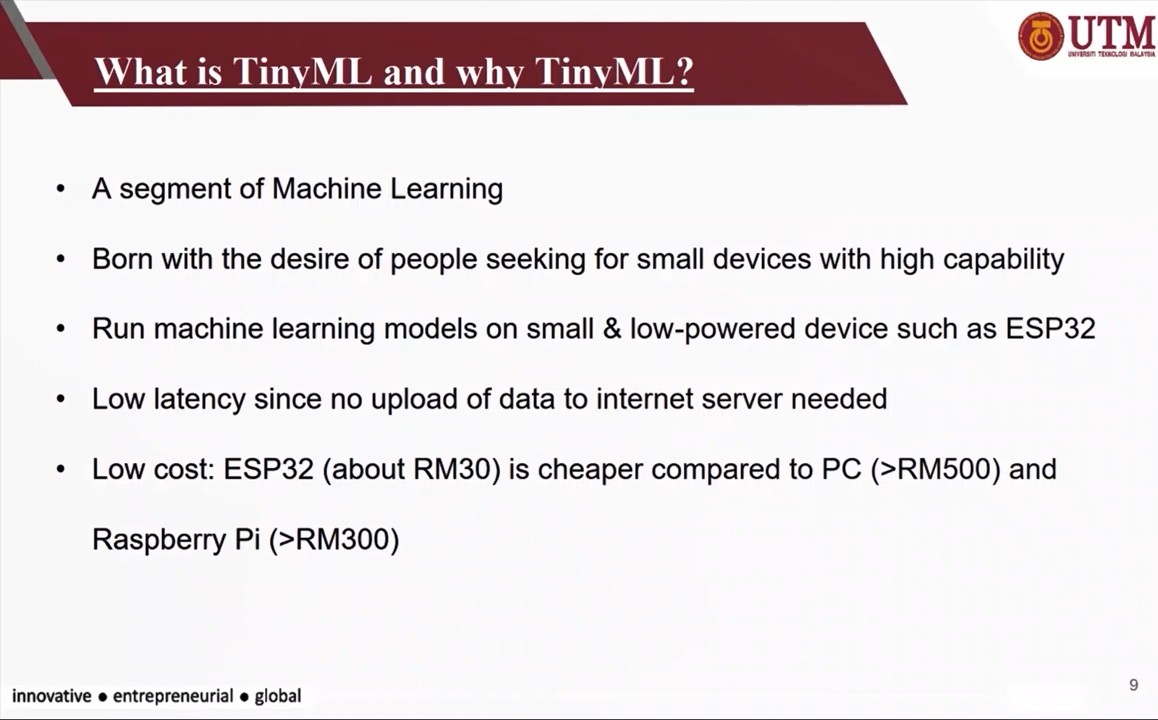 What is TinyML and why TinyML?
UTM
UNIVERSITI TEKNOLOGI MALAYSIA
• A segment of Machine Learning
• Born with the desire of people seeking for small devices with high capability
• Run machine learning models on small & low-powered device such as ESP32
• Low latency since no upload of data to internet server needed
• Low cost: ESP32 (about RM30) is cheaper compared to PC (>RM500) and
Raspberry Pi (>RM300)
innovative ● entrepreneurial ● global
9